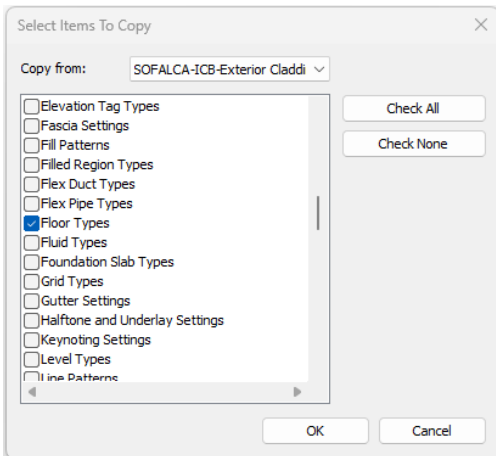 Select Items To Copy
Copy from: SOFALCA-ICB-Exterior Claddi
Elevation Tag Types
Fascia Settings
Fill Patterns
Filled Region Types
Flex Duct Types
Flex Pipe Types
Floor Types
Fluid Types
Foundation Slab Types
Grid Types
Gutter Settings
Halftone and Underlay Settings
Keynoting Settings
Level Types
Line Patterns
Check All
Check None
OK
Cancel